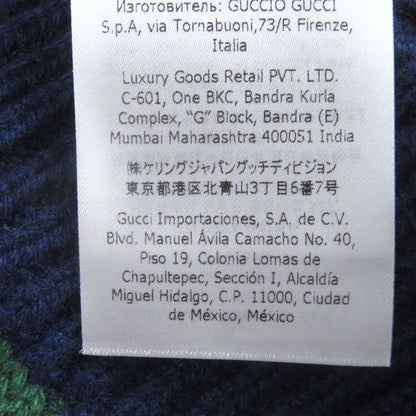 Изготовитель: GUCCIO GUCCI
S.p.A, via Tornabuoni,73/R Firenze,
Italia
Luxury Goods Retail PVT. LTD.
C-601, One BKC, Bandra Kurla
Complex, “G” Block, Bandra (E)
Mumbai Maharashtra 400051 India
㈱ケリングジャパングッチディビジョン
東京都港区北青山3丁目6番7号
Gucci Importaciones, S.A. de C.V.
Blvd. Manuel Ávila Camacho No. 40,
Piso 19, Colonia Lomas de
Chapultepec, Sección I, Alcaldía
Miguel Hidalgo, C.P. 11000, Ciudad
de México, México